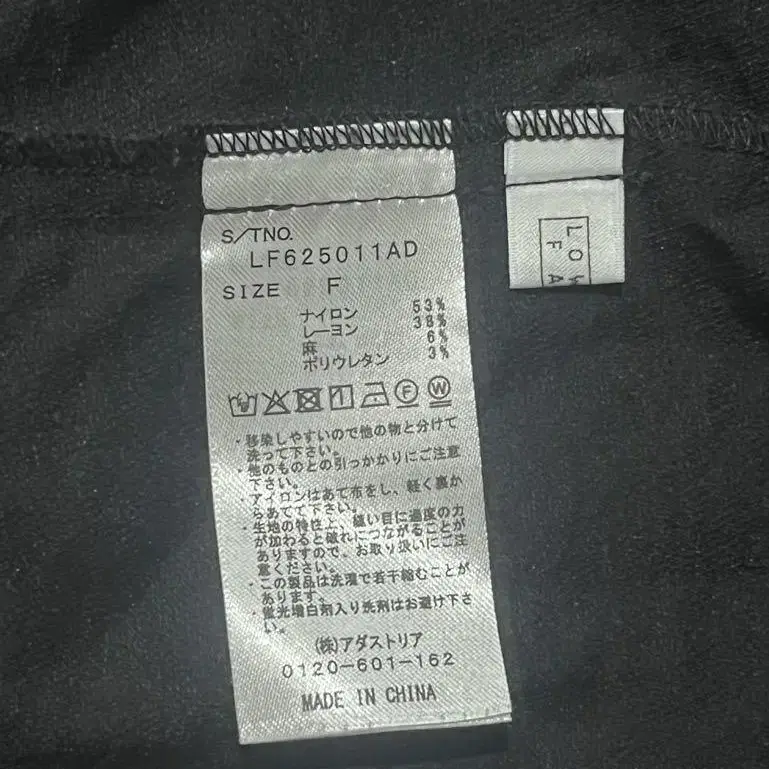 S/TNO.
LF625011AD
SIZE F
ナイロン 53%
レーヨン 38%
麻 6%
ポリウレタン 3%
F W
・移染しやすいので他の物と分けて
洗って下さい。
・他のものとの引っかかりにご注意
下さい。
・アイロンはあて布をし、軽く裏か
らあてて下さい。
・生地の特性上、縫い目に過度の力
が加わると破れにつながることが
ありますので、お取り扱いにご注
意ください。
・この製品は洗濯で若干縮むことが
あります。
・蛍光増白剤入り洗剤はお避け下さ
い。
(株)アダストリア
0120-601-162
MADE IN CHINA
LO
FA